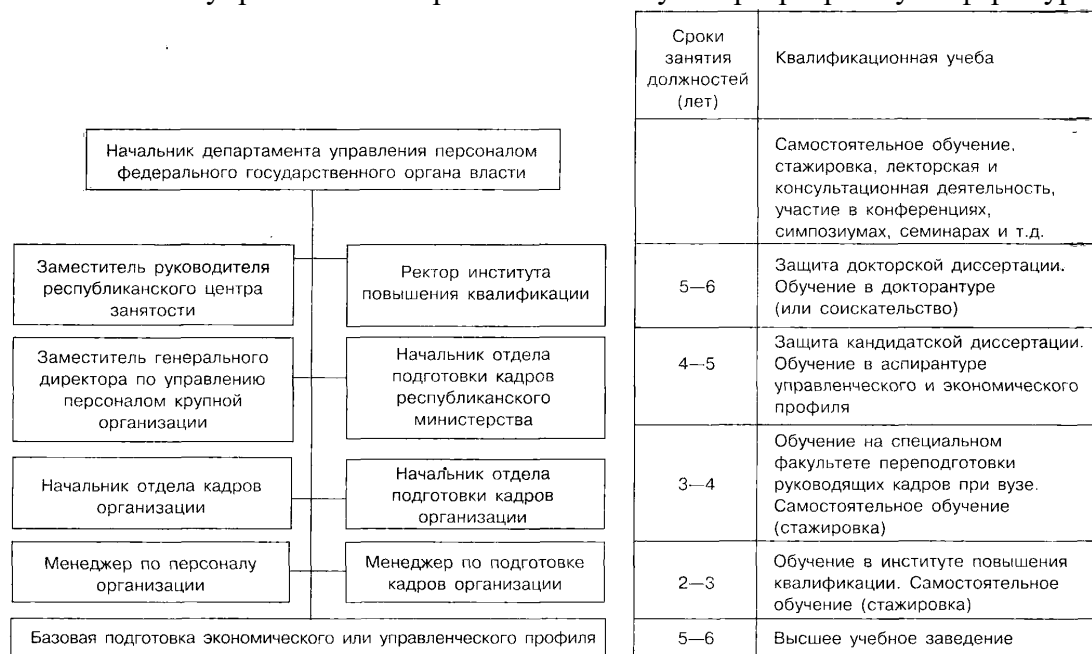 Сроки
занятия
должностей
(лет)
Квалификационная учеба
Начальник департамента управления персоналом
федерального государственного органа власти
Самостоятельное обучение,
стажировка, лекторская и
консультационная деятельность,
участие в конференциях,
симпозиумах, семинарах и т.д.
Заместитель руководителя
республиканского центра
занятости
Ректор института
повышения квалификации
5—6
Защита докторской диссертации.
Обучение в докторантуре
(или соискательство)
Заместитель генерального
директора по управлению
персоналом крупной
организации
Начальник отдела
подготовки кадров
республиканского
министерства
4—5
Защита кандидатской диссертации.
Обучение в аспирантуре
управленческого и экономического
профиля
Начальник отдела кадров
организации
Начальник отдела
подготовки кадров
организации
3—4
Обучение на специальном
факультете переподготовки
руководящих кадров при вузе.
Самостоятельное обучение
(стажировка)
Менеджер по персоналу
организации
Менеджер по подготовке
кадров организации
2—3
Обучение в институте повышения
квалификации. Самостоятельное
обучение (стажировка)
Базовая подготовка экономического или управленческого профиля
5—6
Высшее учебное заведение